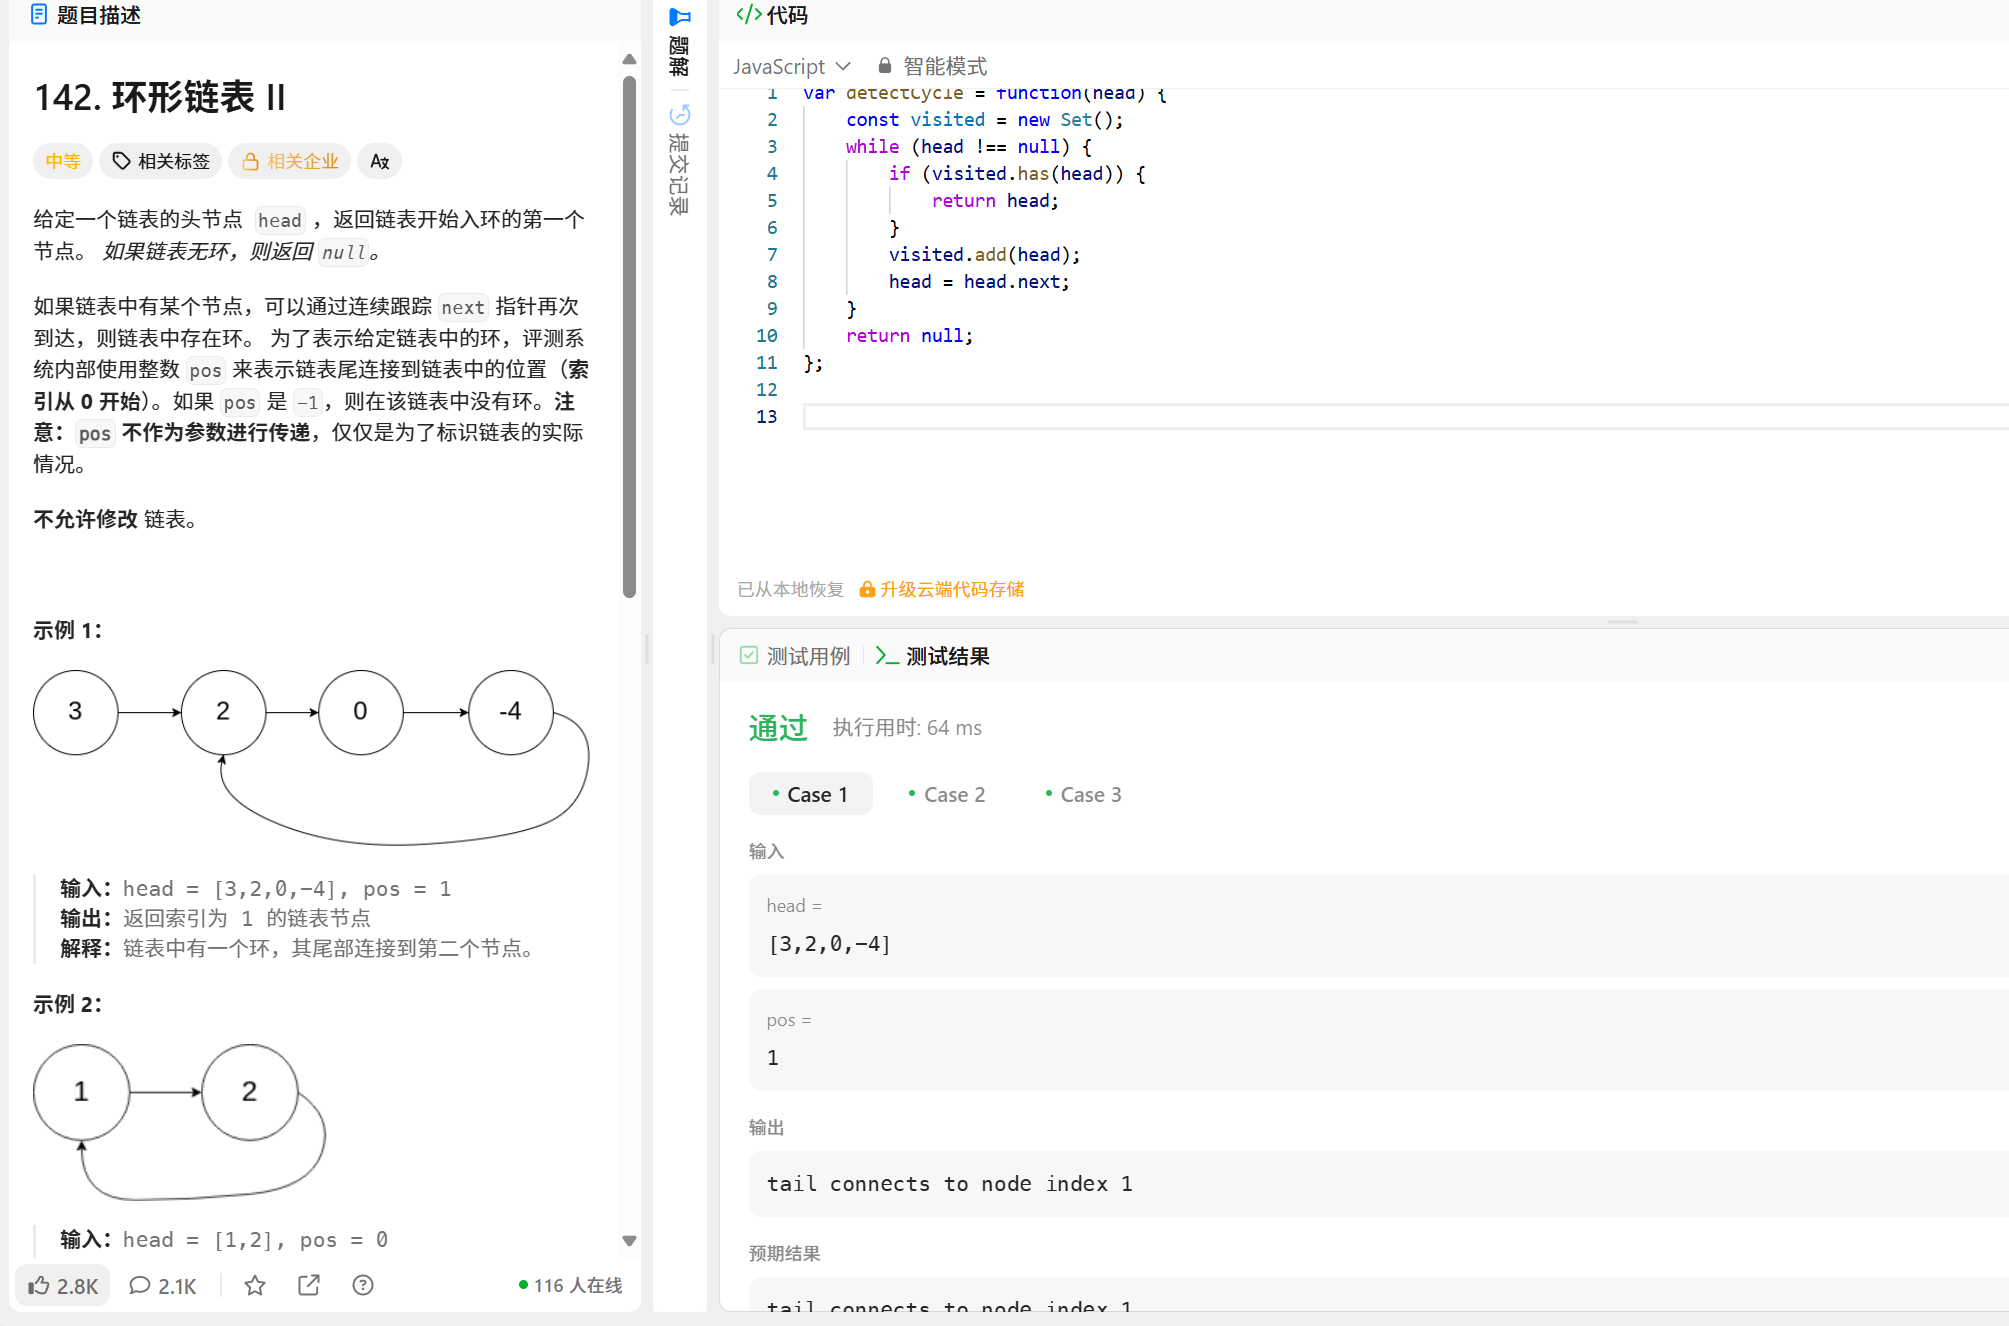 题目描述
142. 环形链表 II
中等 相关标签 相关企业 A文
给定一个链表的头节点 head ，返回链表开始入环的第一个
节点。 如果链表无环，则返回 null。
如果链表中有某个节点，可以通过连续跟踪 next 指针再次
到达，则链表中存在环。 为了表示给定链表中的环，评测系
统内部使用整数 pos 来表示链表尾连接到链表中的位置（索
引从 0 开始）。如果 pos 是 -1，则在该链表中没有环。注
意：pos 不作为参数进行传递，仅仅是为了标识链表的实际
情况。
不允许修改 链表。
示例 1：
3 2 0 -4
输入：head = [3,2,0,-4], pos = 1
输出：返回索引为 1 的链表节点
解释：链表中有一个环，其尾部连接到第二个节点。
示例 2：
1 2
输入：head = [1,2], pos = 0
2.8K 2.1K 116 人在线
题解
提交记录
</> 代码
JavaScript 智能模式
1 var detectCycle = function(head) {
2 const visited = new Set();
3 while (head !== null) {
4 if (visited.has(head)) {
5 return head;
6 }
7 visited.add(head);
8 head = head.next;
9 }
10 return null;
11 };
12
13
已从本地恢复 升级云端代码存储
测试用例 >_ 测试结果
通过 执行用时: 64 ms
• Case 1 • Case 2 • Case 3
输入
head =
[3,2,0,-4]
pos =
1
输出
tail connects to node index 1
预期结果
tail connects to node index 1